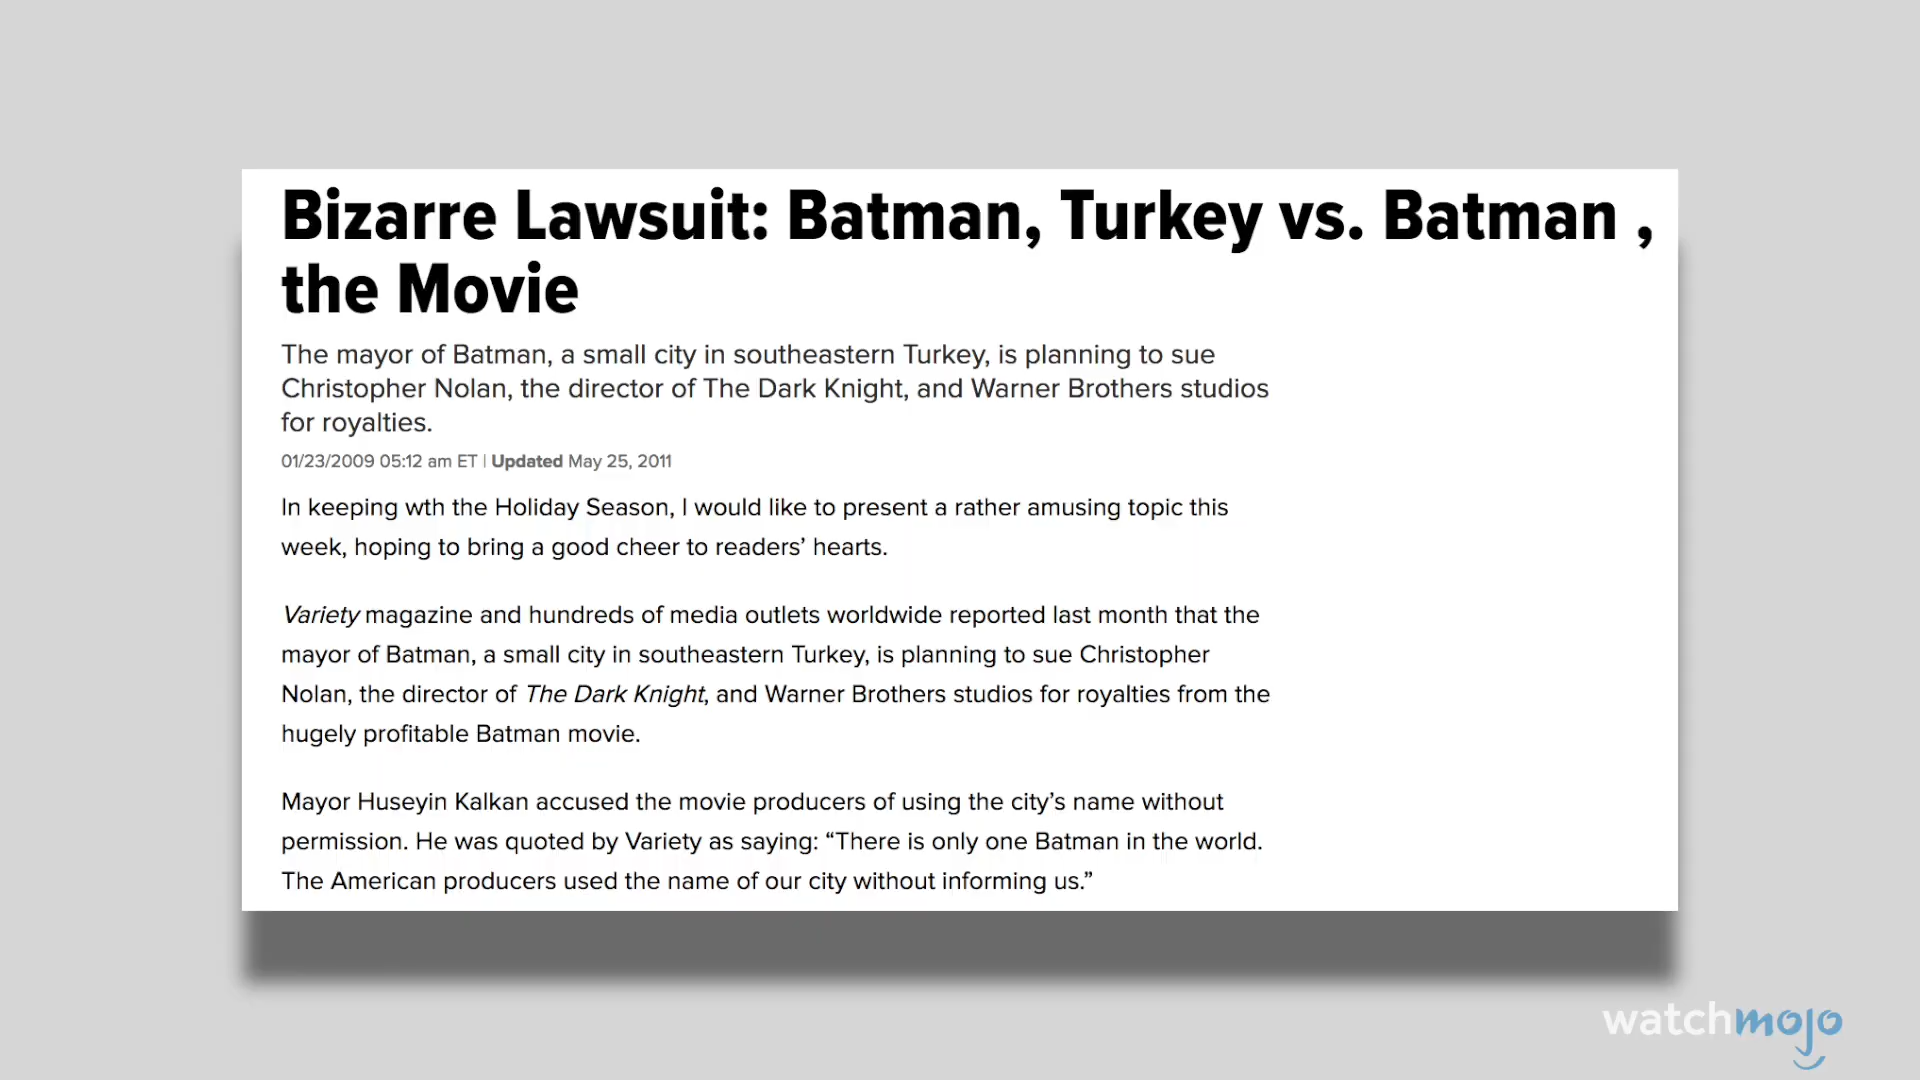 Bizarre Lawsuit: Batman, Turkey vs. Batman ,
the Movie
The mayor of Batman, a small city in southeastern Turkey, is planning to sue
Christopher Nolan, the director of The Dark Knight, and Warner Brothers studios
for royalties.
01/23/2009 05:12 am ET | Updated May 25, 2011
In keeping wth the Holiday Season, I would like to present a rather amusing topic this
week, hoping to bring a good cheer to readers’ hearts.
Variety magazine and hundreds of media outlets worldwide reported last month that the
mayor of Batman, a small city in southeastern Turkey, is planning to sue Christopher
Nolan, the director of The Dark Knight, and Warner Brothers studios for royalties from the
hugely profitable Batman movie.
Mayor Huseyin Kalkan accused the movie producers of using the city’s name without
permission. He was quoted by Variety as saying: “There is only one Batman in the world.
The American producers used the name of our city without informing us.”
watchmojo